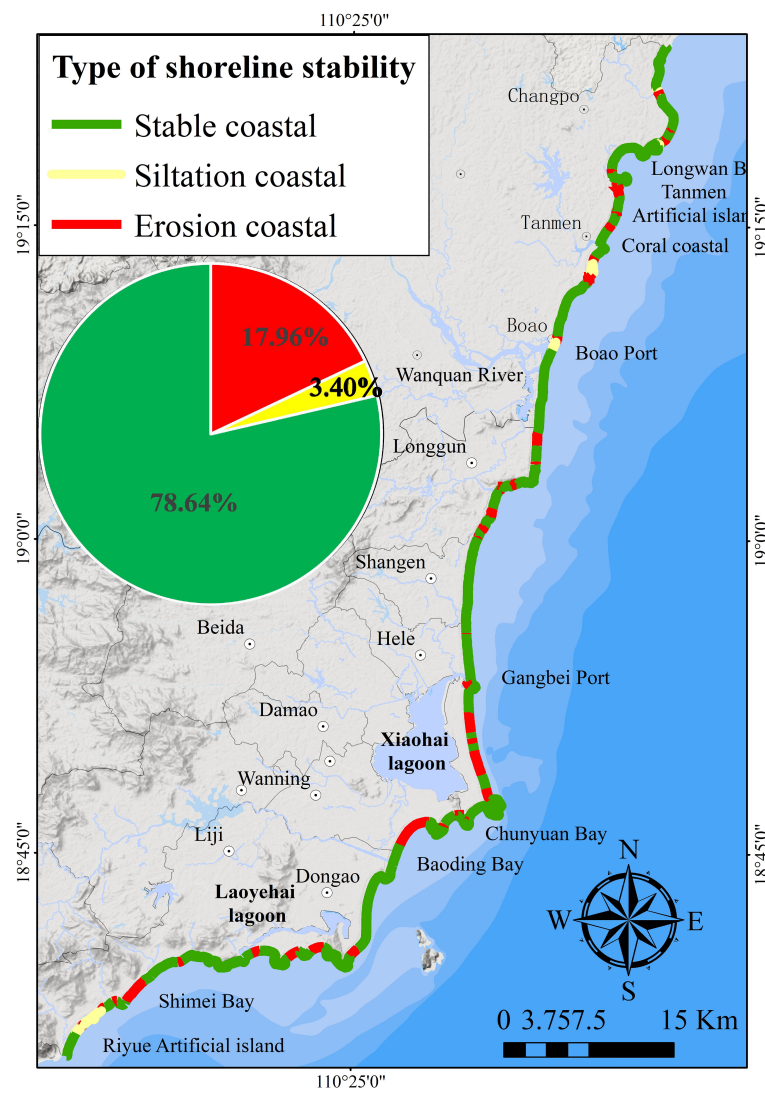 110°25'0"
Type of shoreline stability
Stable coastal
Siltation coastal
Erosion coastal
Changpo
Longwan B
Tanmen
Artificial islan
Tanmen
Coral coastal
19°15'0"
19°15'0"
17.96%
3.40%
78.64%
Boao
Boao Port
Wanquan River
Longgun
19°0'0"
19°0'0"
Shangen
Beida
Hele
Gangbei Port
Damao
Xiaohai
lagoon
Wanning
Liji
Chunyuan Bay
Baoding Bay
18°45'0"
18°45'0"
Dongao
Laoyehai
lagoon
N
W
E
S
Shimei Bay
Riyue Artificial island
0 3.757.5 15 Km
110°25'0"